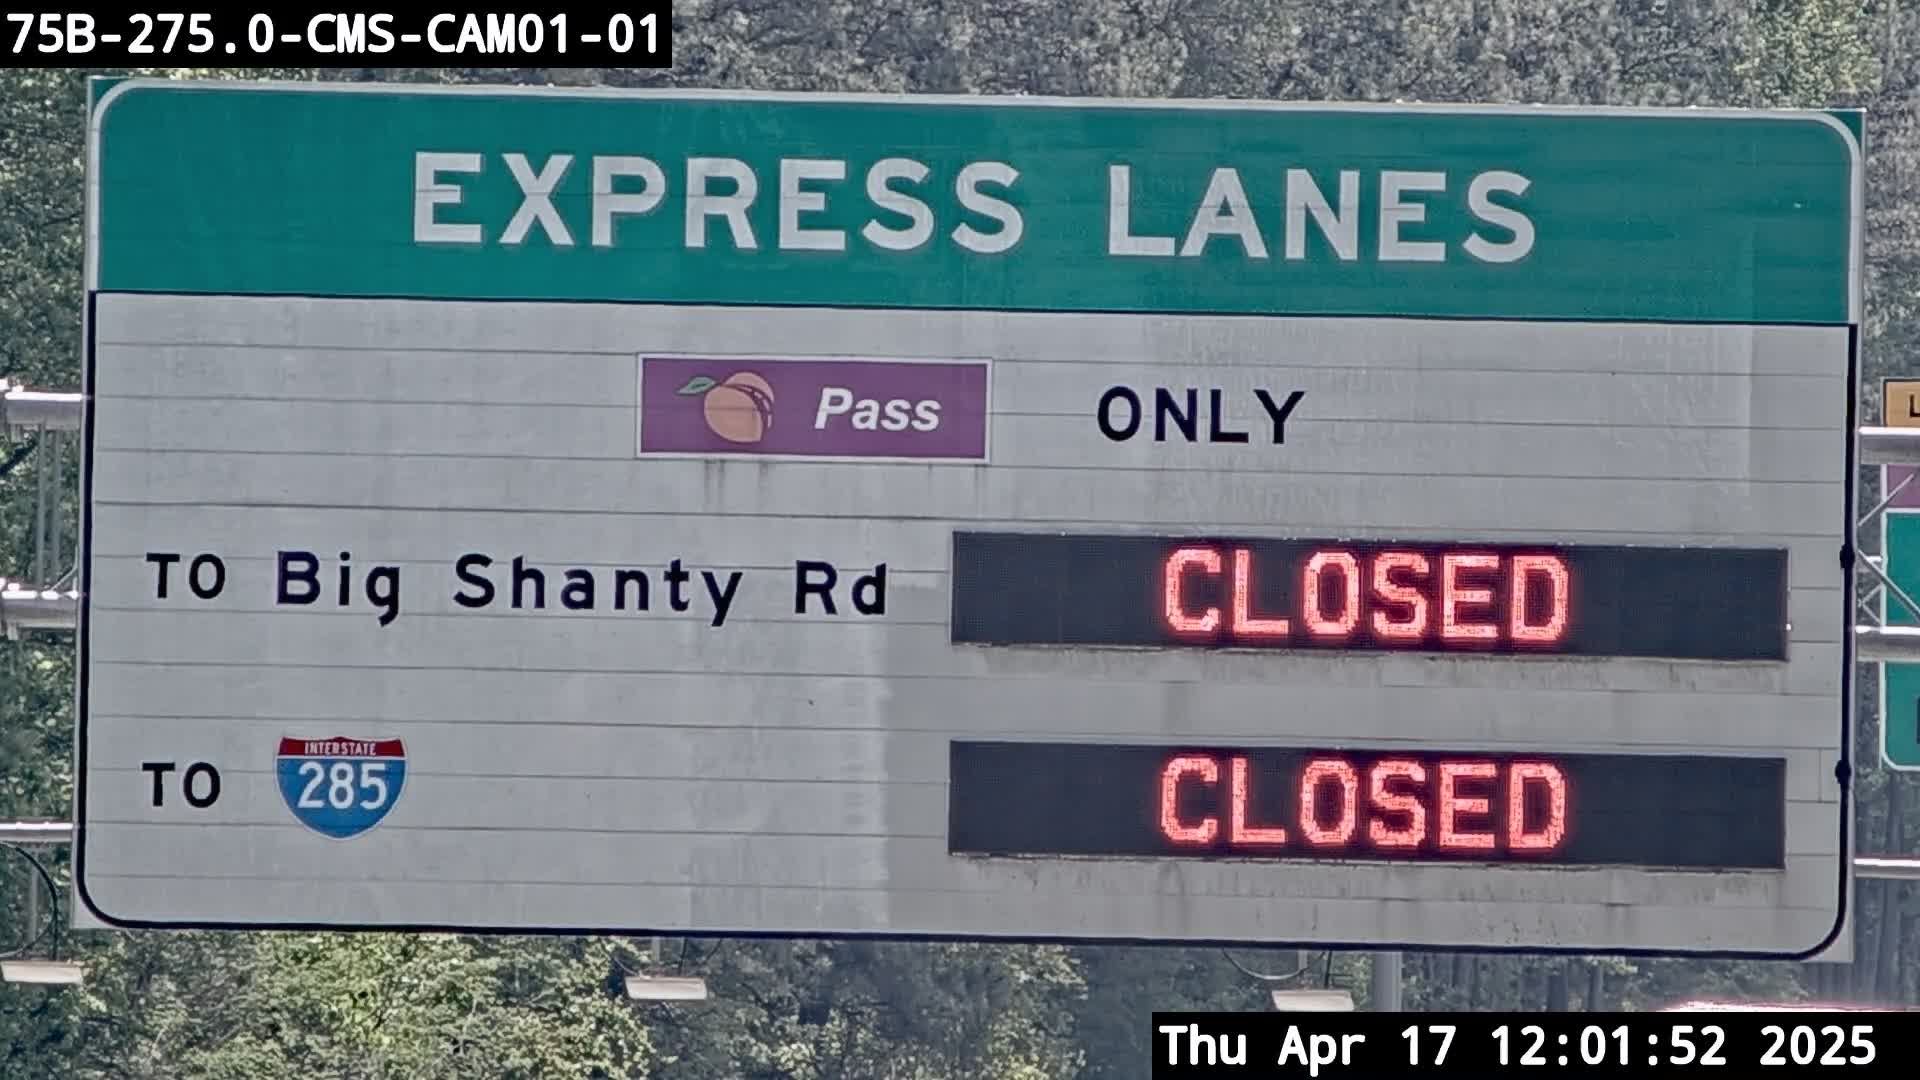 75B-275.0-CMS-CAM01-01
EXPRESS LANES
Pass ONLY
TO Big Shanty Rd CLOSED
TO INTERSTATE 285 CLOSED
Thu Apr 17 12:01:52 2025